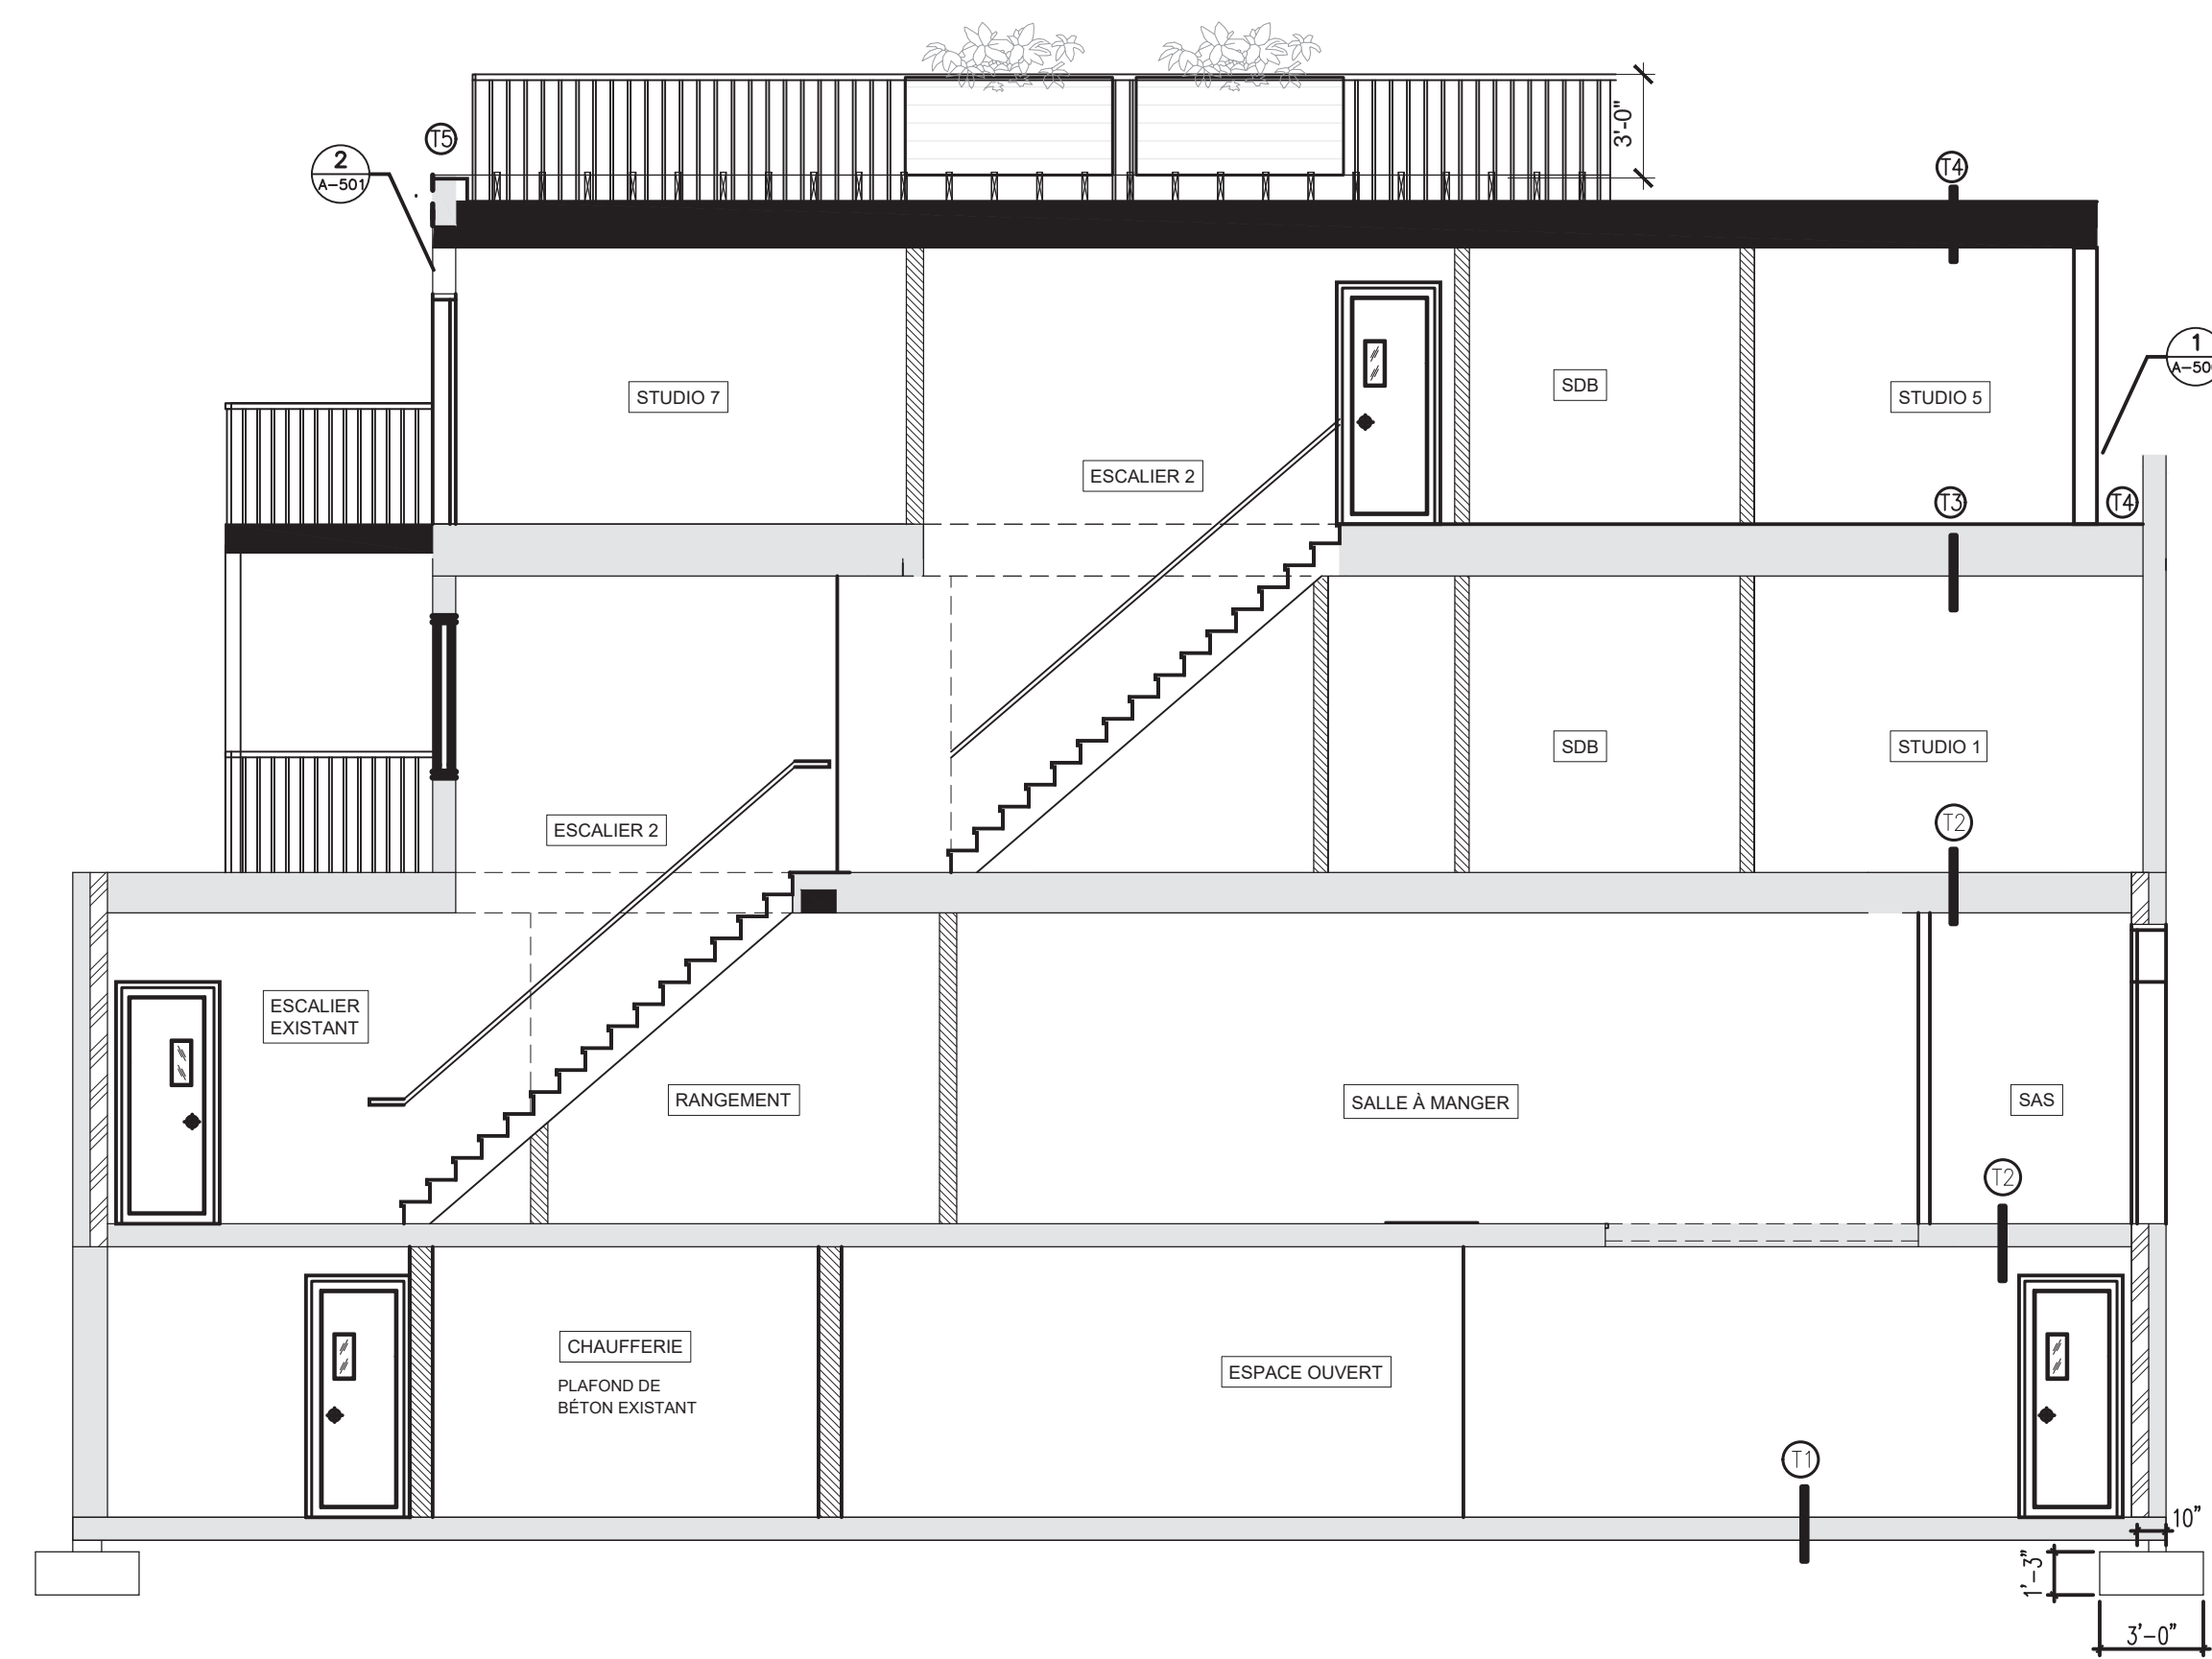 3'-0"
T5
2
A-501
T4
1
A-50
STUDIO 7
SDB
STUDIO 5
ESCALIER 2
T3
T4
SDB
STUDIO 1
ESCALIER 2
T2
ESCALIER
EXISTANT
RANGEMENT
SALLE À MANGER
SAS
T2
CHAUFFERIE
PLAFOND DE
BÉTON EXISTANT
ESPACE OUVERT
T1
10"
1'-3"
3'-0"